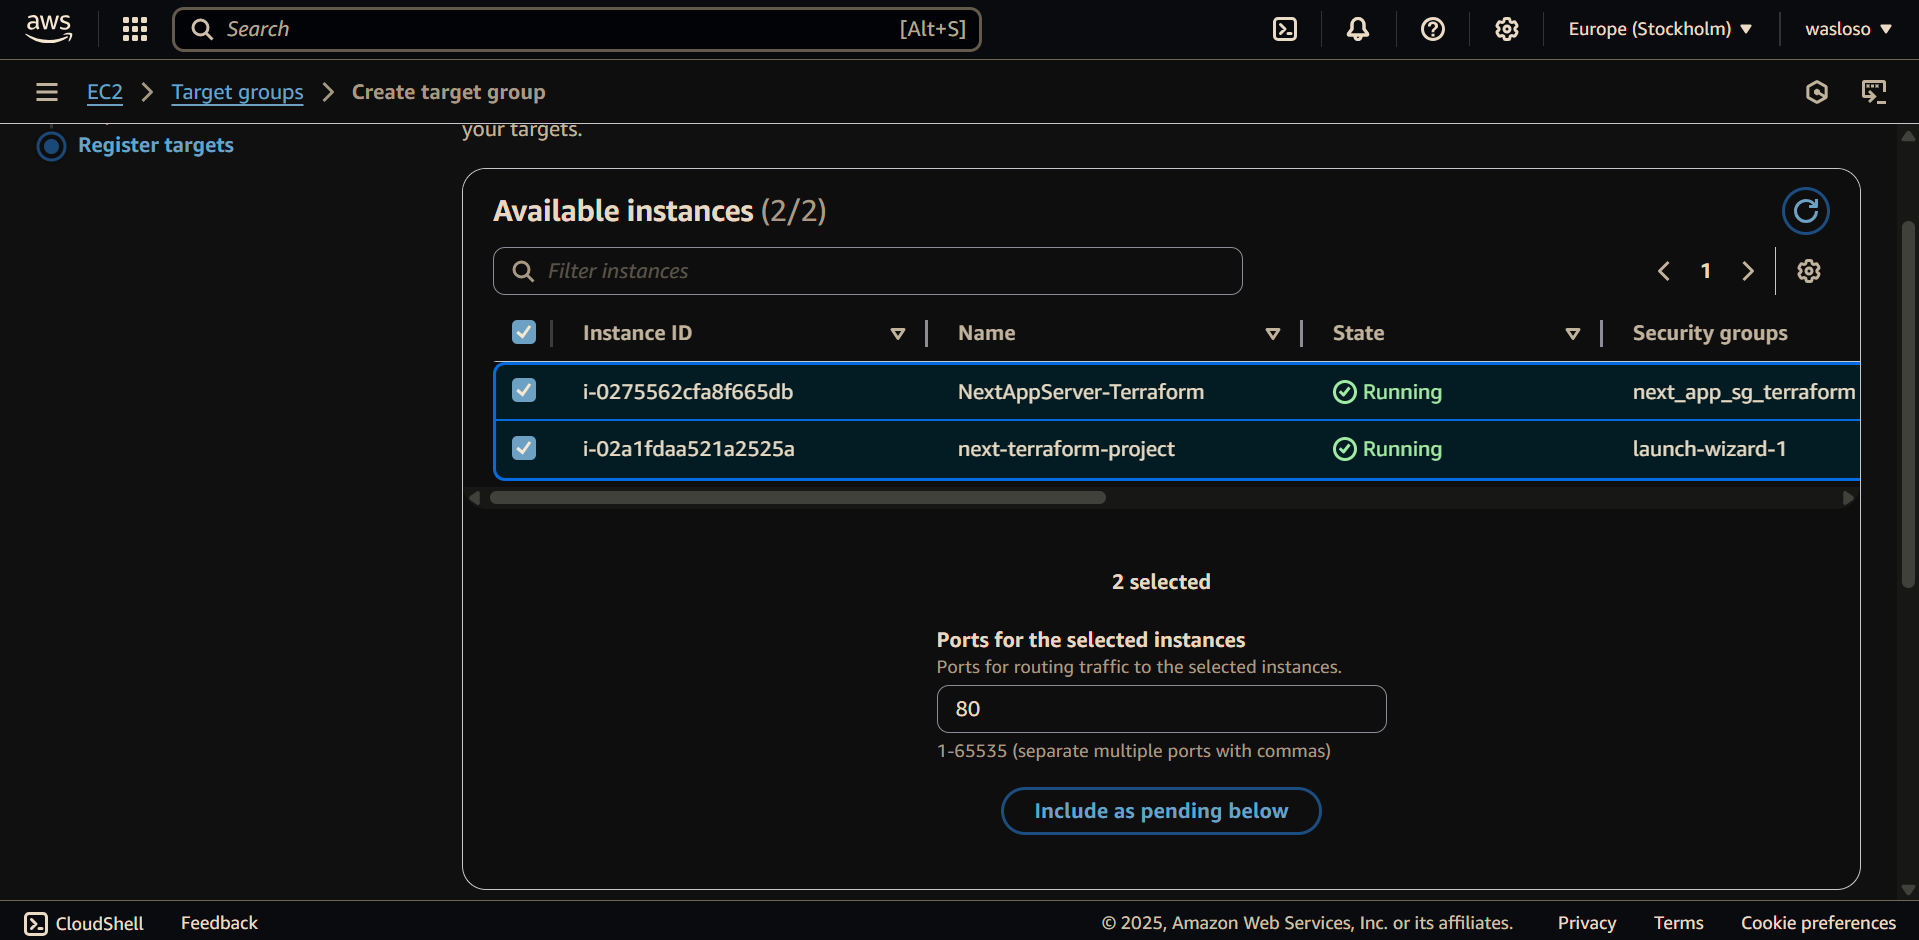 aws Search [Alt+S] Europe (Stockholm) wasloso
EC2 Target groups Create target group
your targets.
Register targets
Available instances (2/2)
Filter instances
1
Instance ID Name State Security groups
i-0275562cfa8f665db NextAppServer-Terraform Running next_app_sg_terraform
i-02a1fdaa521a2525a next-terraform-project Running launch-wizard-1
2 selected
Ports for the selected instances
Ports for routing traffic to the selected instances.
80
1-65535 (separate multiple ports with commas)
Include as pending below
CloudShell Feedback © 2025, Amazon Web Services, Inc. or its affiliates. Privacy Terms Cookie preferences